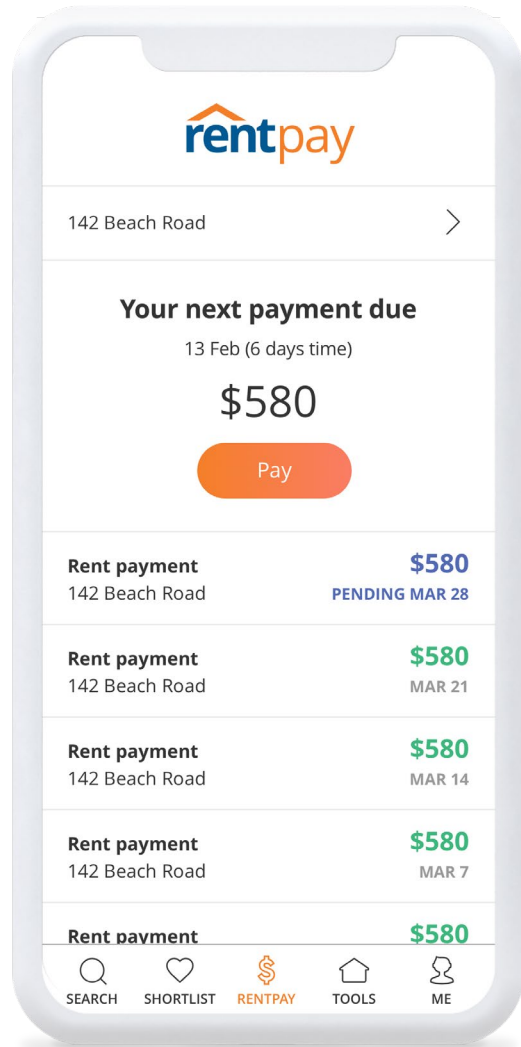 rentpay
142 Beach Road
Your next payment due
13 Feb (6 days time)
$580
Pay
Rent payment $580
142 Beach Road PENDING MAR 28
Rent payment $580
142 Beach Road MAR 21
Rent payment $580
142 Beach Road MAR 14
Rent payment $580
142 Beach Road MAR 7
Rent payment $580
SEARCH SHORTLIST RENTPAY TOOLS ME